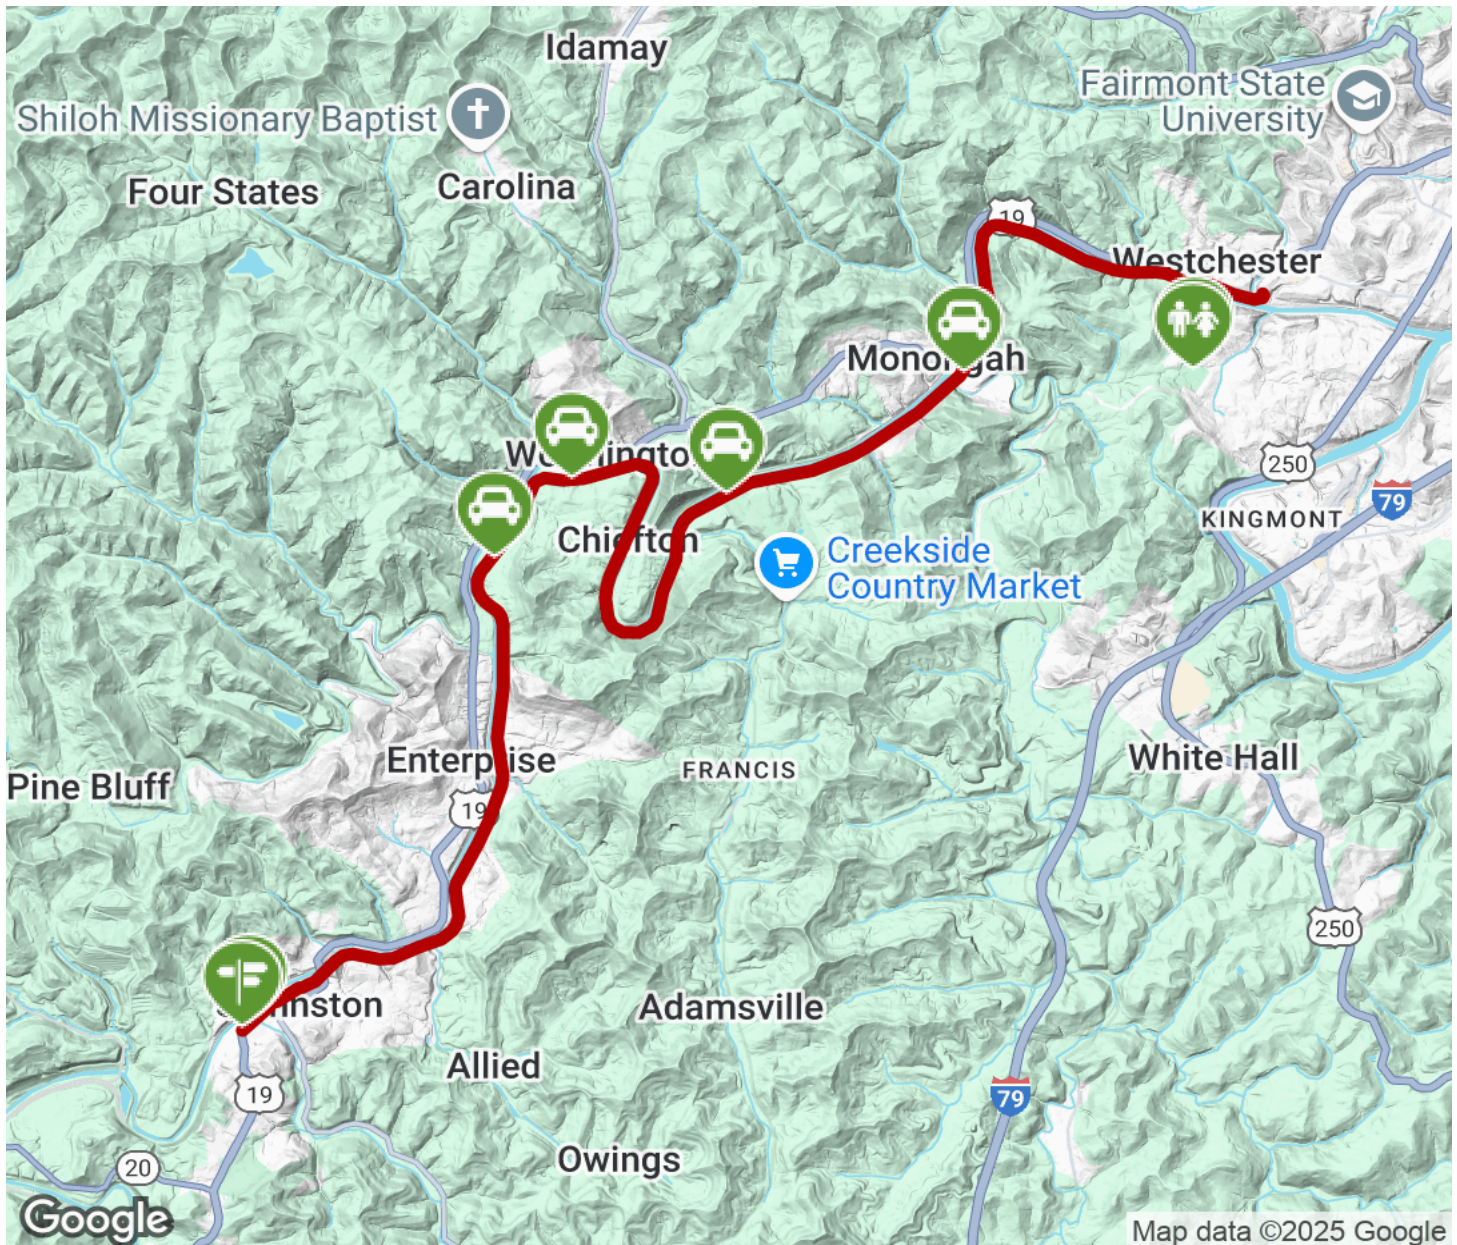 Idamay
Fairmont State
University
Shiloh Missionary Baptist
Four States
Carolina
19
Westchester
Monongah
250
79
KINGMONT
Chiefton
Creekside
Country Market
Enterprise
FRANCIS
White Hall
Pine Bluff
19
250
Adamsville
Allied
19
79
Owings
20
Google
Map data ©2025 Google